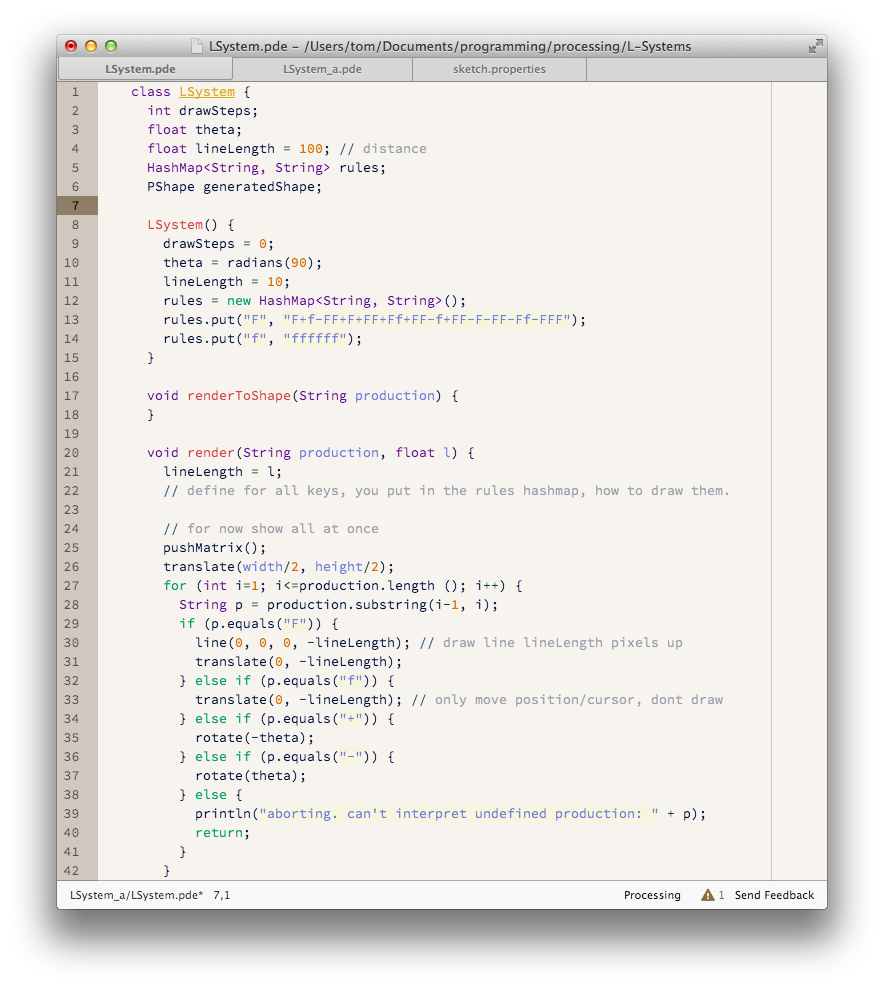 LSystem.pde – /Users/tom/Documents/programming/processing/L-Systems
LSystem.pde LSystem_a.pde sketch.properties
1 class LSystem {
2 int drawSteps;
3 float theta;
4 float lineLength = 100; // distance
5 HashMap<String, String> rules;
6 PShape generatedShape;
7
8 LSystem() {
9 drawSteps = 0;
10 theta = radians(90);
11 lineLength = 10;
12 rules = new HashMap<String, String>();
13 rules.put("F", "F+f-FF+F+FF+Ff+FF-f+FF-F-FF-Ff-FFF");
14 rules.put("f", "ffffff");
15 }
16
17 void renderToShape(String production) {
18 }
19
20 void render(String production, float l) {
21 lineLength = l;
22 // define for all keys, you put in the rules hashmap, how to draw them.
23
24 // for now show all at once
25 pushMatrix();
26 translate(width/2, height/2);
27 for (int i=1; i<=production.length (); i++) {
28 String p = production.substring(i-1, i);
29 if (p.equals("F")) {
30 line(0, 0, 0, -lineLength); // draw line lineLength pixels up
31 translate(0, -lineLength);
32 } else if (p.equals("f")) {
33 translate(0, -lineLength); // only move position/cursor, dont draw
34 } else if (p.equals("+")) {
35 rotate(-theta);
36 } else if (p.equals("-")) {
37 rotate(theta);
38 } else {
39 println("aborting. can't interpret undefined production: " + p);
40 return;
41 }
42 }
LSystem_a/LSystem.pde* 7,1 Processing 1 Send Feedback